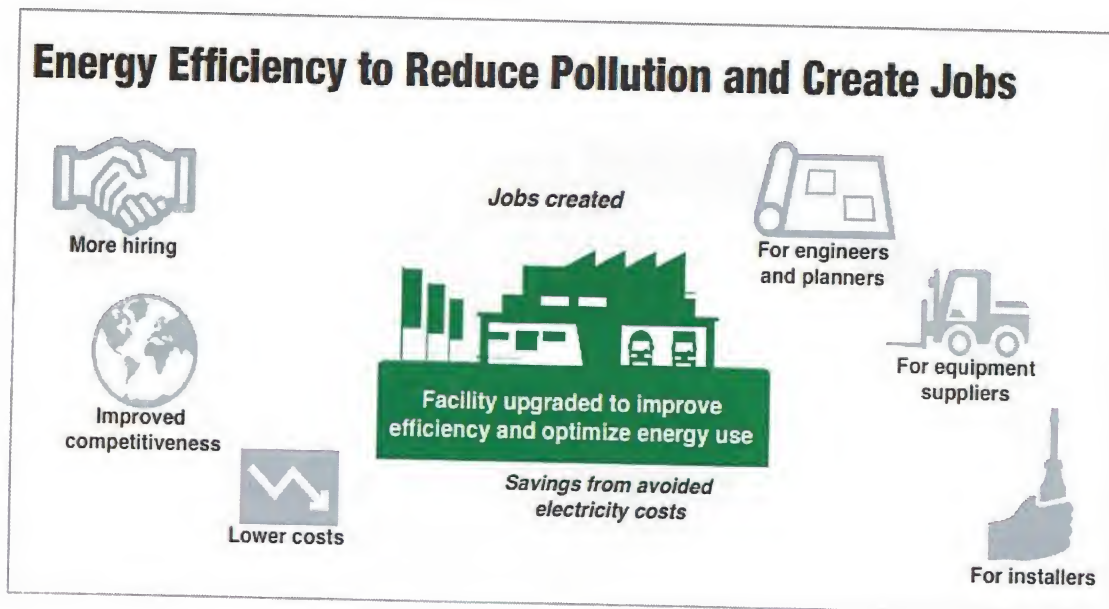 Energy Efficiency to Reduce Pollution and Create Jobs
More hiring
Improved
competitiveness
Lower costs
Jobs created
Facility upgraded to improve
efficiency and optimize energy use
Savings from avoided
electricity costs
For engineers
and planners
For equipment
suppliers
For installers